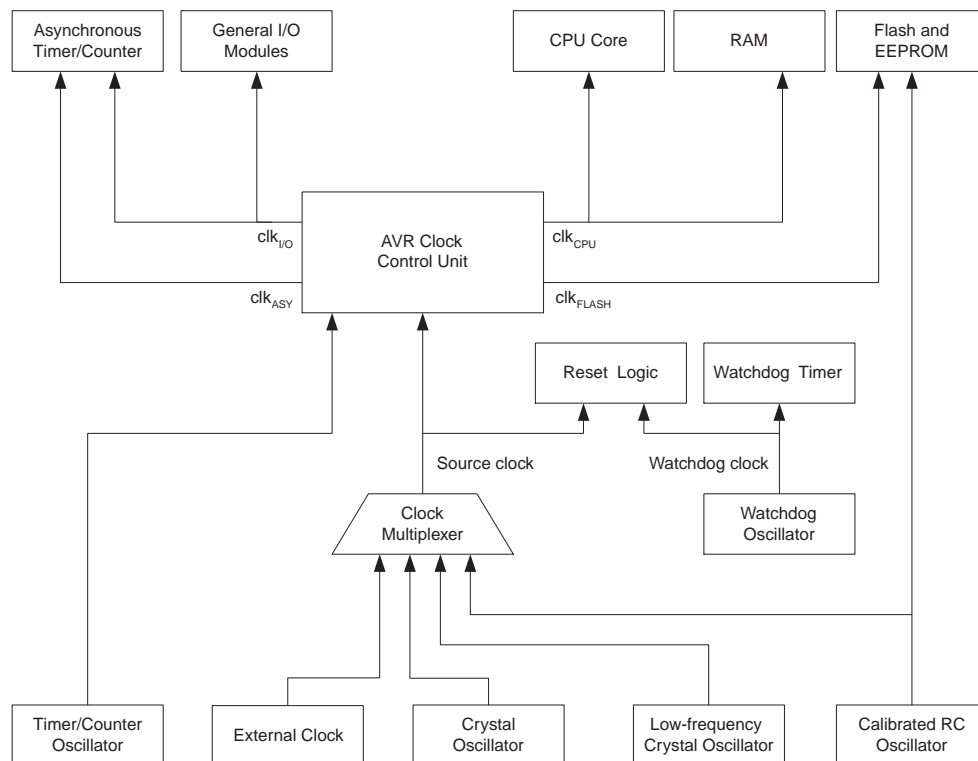 Asynchronous
Timer/Counter
General I/O
Modules
CPU Core
RAM
Flash and
EEPROM
clkI/O
AVR Clock
Control Unit
clkCPU
clkASY
clkFLASH
Reset Logic
Watchdog Timer
Source clock
Watchdog clock
Clock
Multiplexer
Watchdog
Oscillator
Timer/Counter
Oscillator
External Clock
Crystal
Oscillator
Low-frequency
Crystal Oscillator
Calibrated RC
Oscillator